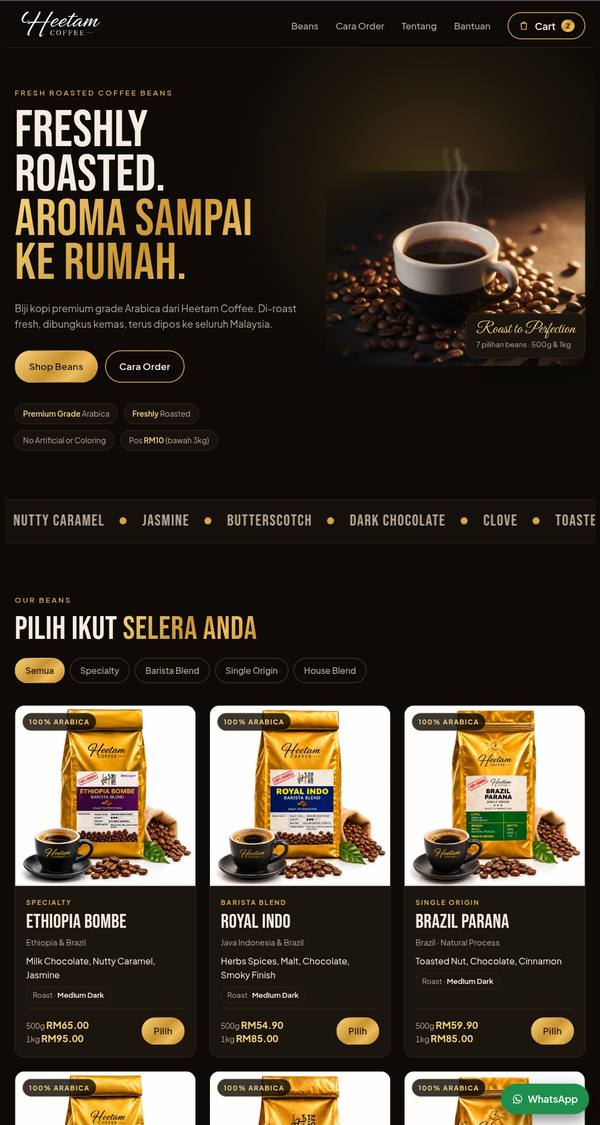 Heetam
COFFEE
Beans Cara Order Tentang Bantuan Cart 2
FRESH ROASTED COFFEE BEANS
FRESHLY
ROASTED.
AROMA SAMPAI
KE RUMAH.
Biji kopi premium grade Arabica dari Heetam Coffee. Di-roast
fresh, dibungkus kemas, terus dipos ke seluruh Malaysia.
Roast to Perfection
7 pilihan beans · 500g & 1kg
Shop Beans Cara Order
Premium Grade Arabica Freshly Roasted
No Artificial or Coloring Pos RM10 (bawah 3kg)
NUTTY CARAMEL ● JASMINE ● BUTTERSCOTCH ● DARK CHOCOLATE ● CLOVE ● TOASTE
OUR BEANS
PILIH IKUT SELERA ANDA
Semua Specialty Barista Blend Single Origin House Blend
100% ARABICA
Heetam
COFFEE
ETHIOPIA BOMBE
BARISTA BLEND
Heetam
SPECIALTY
ETHIOPIA BOMBE
Ethiopia & Brazil
Milk Chocolate, Nutty Caramel,
Jasmine
Roast · Medium Dark
500g RM65.00
1kg RM95.00
Pilih
100% ARABICA
Heetam
COFFEE
ROYAL INDO
BARISTA BLEND
Heetam
BARISTA BLEND
ROYAL INDO
Java Indonesia & Brazil
Herbs Spices, Malt, Chocolate,
Smoky Finish
Roast · Medium Dark
500g RM54.90
1kg RM85.00
Pilih
100% ARABICA
Heetam
COFFEE
Heetam
BRAZIL
PARANA
SINGLE ORIGIN
Heetam
SINGLE ORIGIN
BRAZIL PARANA
Brazil · Natural Process
Toasted Nut, Chocolate, Cinnamon
Roast · Medium Dark
500g RM59.90
1kg RM85.00
Pilih
100% ARABICA
100% ARABICA
100% ARABICA
WhatsApp